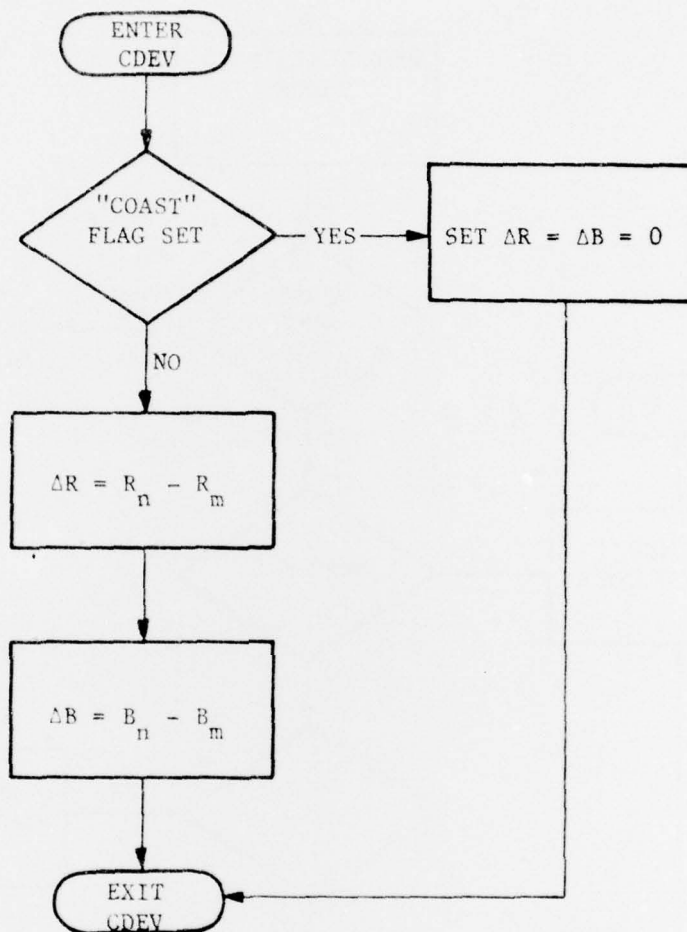 ENTER
CDEV
"COAST"
FLAG SET
YES
SET ΔR = ΔB = 0
NO
ΔR = Rn - Rm
ΔB = Bn - Bm
EXIT
CDEV